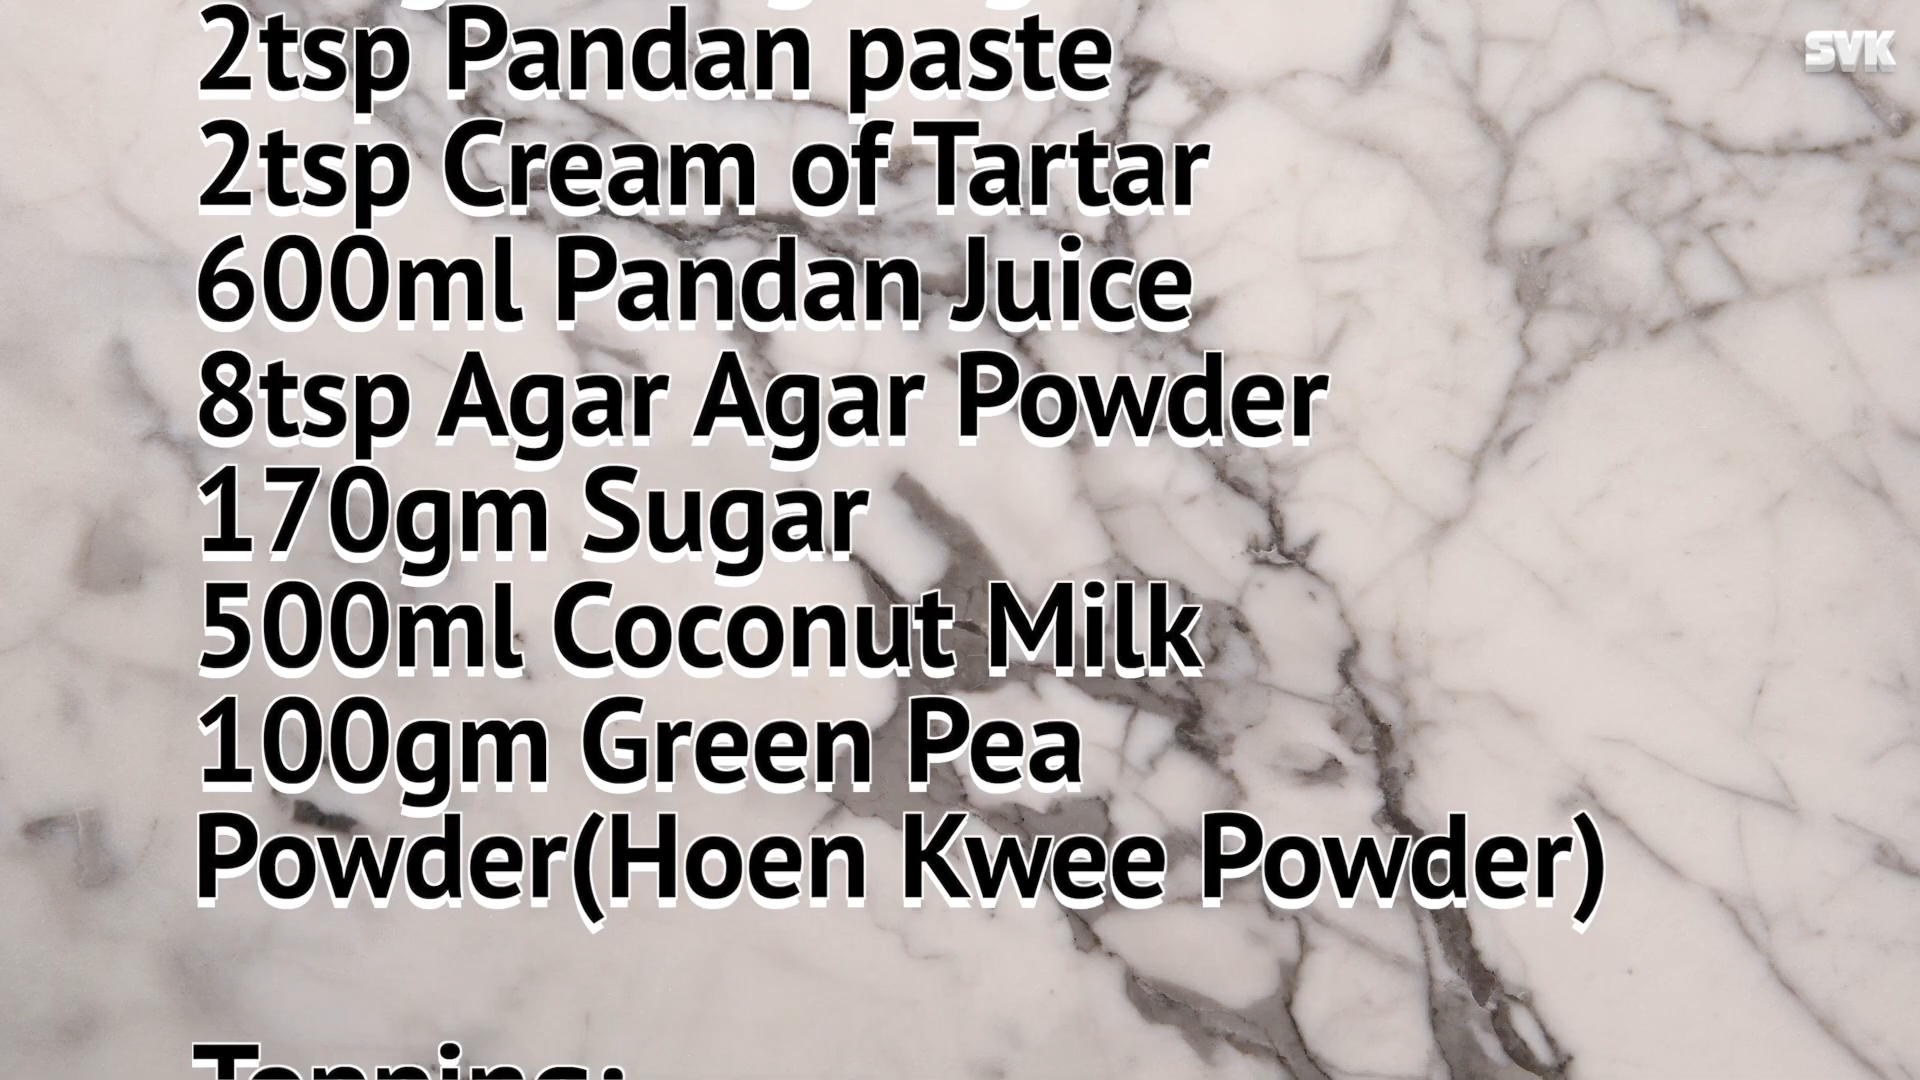 SVK
2tsp Pandan paste
2tsp Cream of Tartar
600ml Pandan Juice
8tsp Agar Agar Powder
170gm Sugar
500ml Coconut Milk
100gm Green Pea
Powder(Hoen Kwee Powder)
Topping: